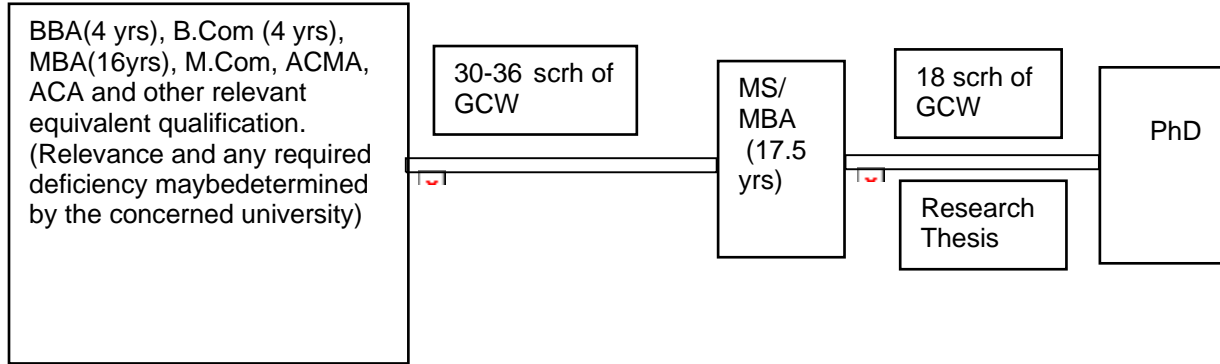 BBA(4 yrs), B.Com (4 yrs),
MBA(16yrs), M.Com, ACMA,
ACA and other relevant
equivalent qualification.
(Relevance and any required
deficiency maybedetermined
by the concerned university)
30-36 scrh of
GCW
MS/
MBA
(17.5
yrs)
18 scrh of
GCW
Research
Thesis
PhD